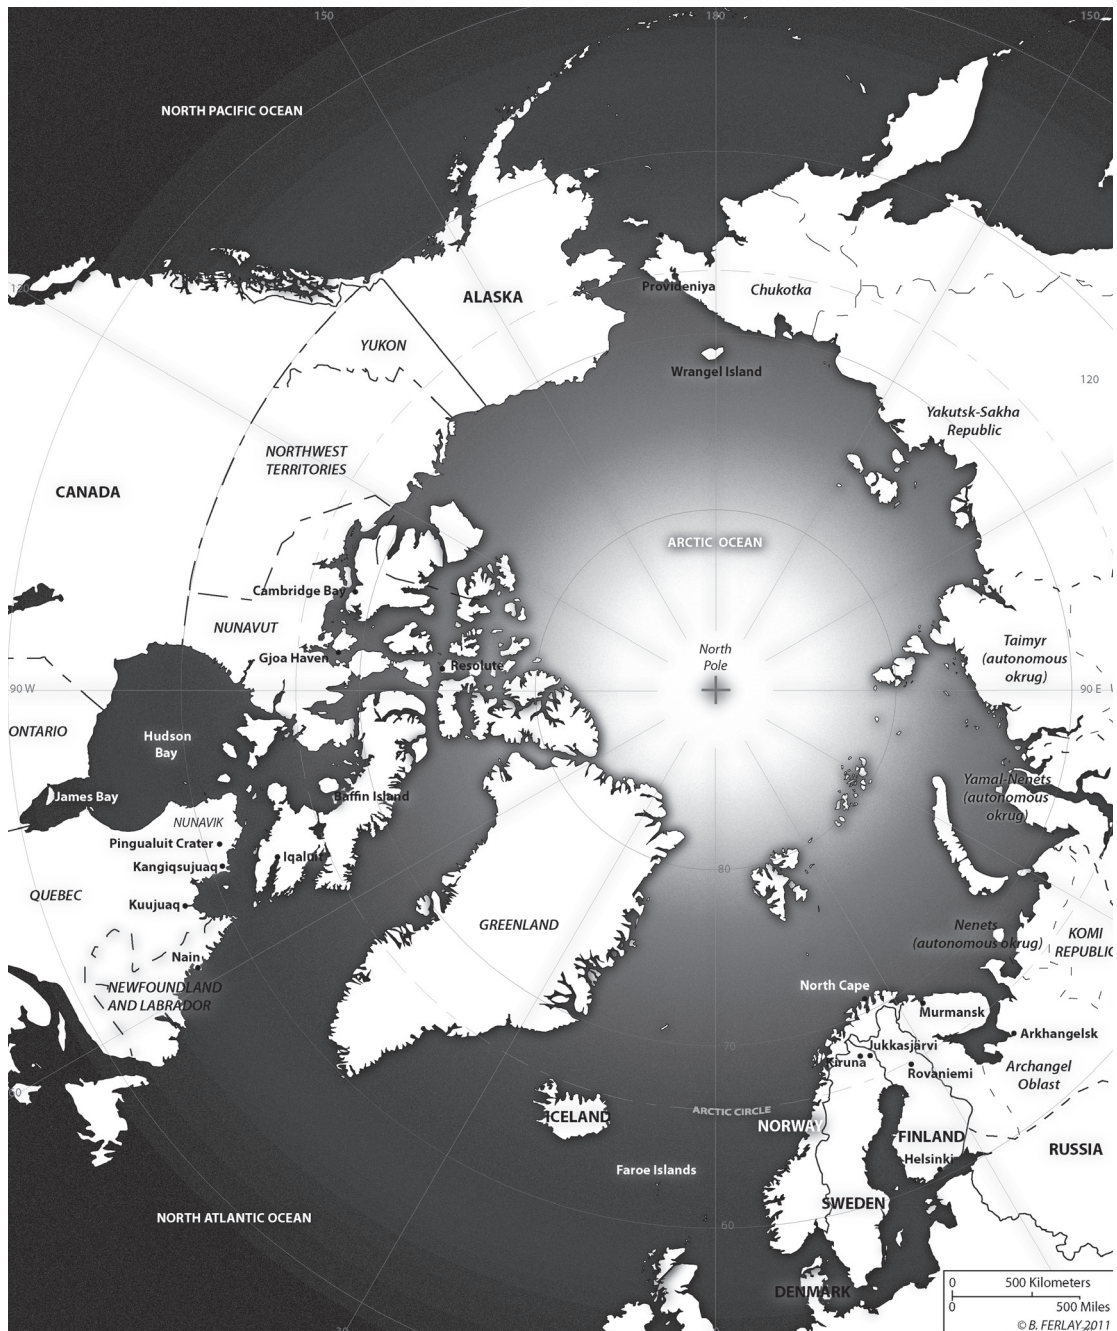 150
180
150
NORTH PACIFIC OCEAN
130
ALASKA
Provideniya
Chukotka
YUKON
Wrangel Island
120
Yakutsk-Sakha
Republic
NORTHWEST
TERRITORIES
CANADA
ARCTIC OCEAN
Cambridge Bay
NUNAVUT
Gjoa Haven
Resolute
North
Pole
Taimyr
(autonomous
okrug)
90 W
90 E
ONTARIO
Hudson
Bay
James Bay
Baffin Island
Yamal-Nenets
(autonomous
okrug)
NUNAVIK
Pingualuit Crater
Kangiqsujuaq
Iqaluit
80
QUEBEC
Kuujuaq
GREENLAND
Nenets
(autonomous okrug)
KOMI
REPUBLIC
Nain
NEWFOUNDLAND
AND LABRADOR
North Cape
Murmansk
Arkhangelsk
70
Jukkasjärvi
Kiruna
Rovaniemi
Archangel
Oblast
60
ICELAND
ARCTIC CIRCLE
NORWAY
FINLAND
Helsinki
RUSSIA
Faroe Islands
SWEDEN
NORTH ATLANTIC OCEAN
60
DENMARK
0 500 Kilometers
0 500 Miles
© B. FERLAY 2011
30
0